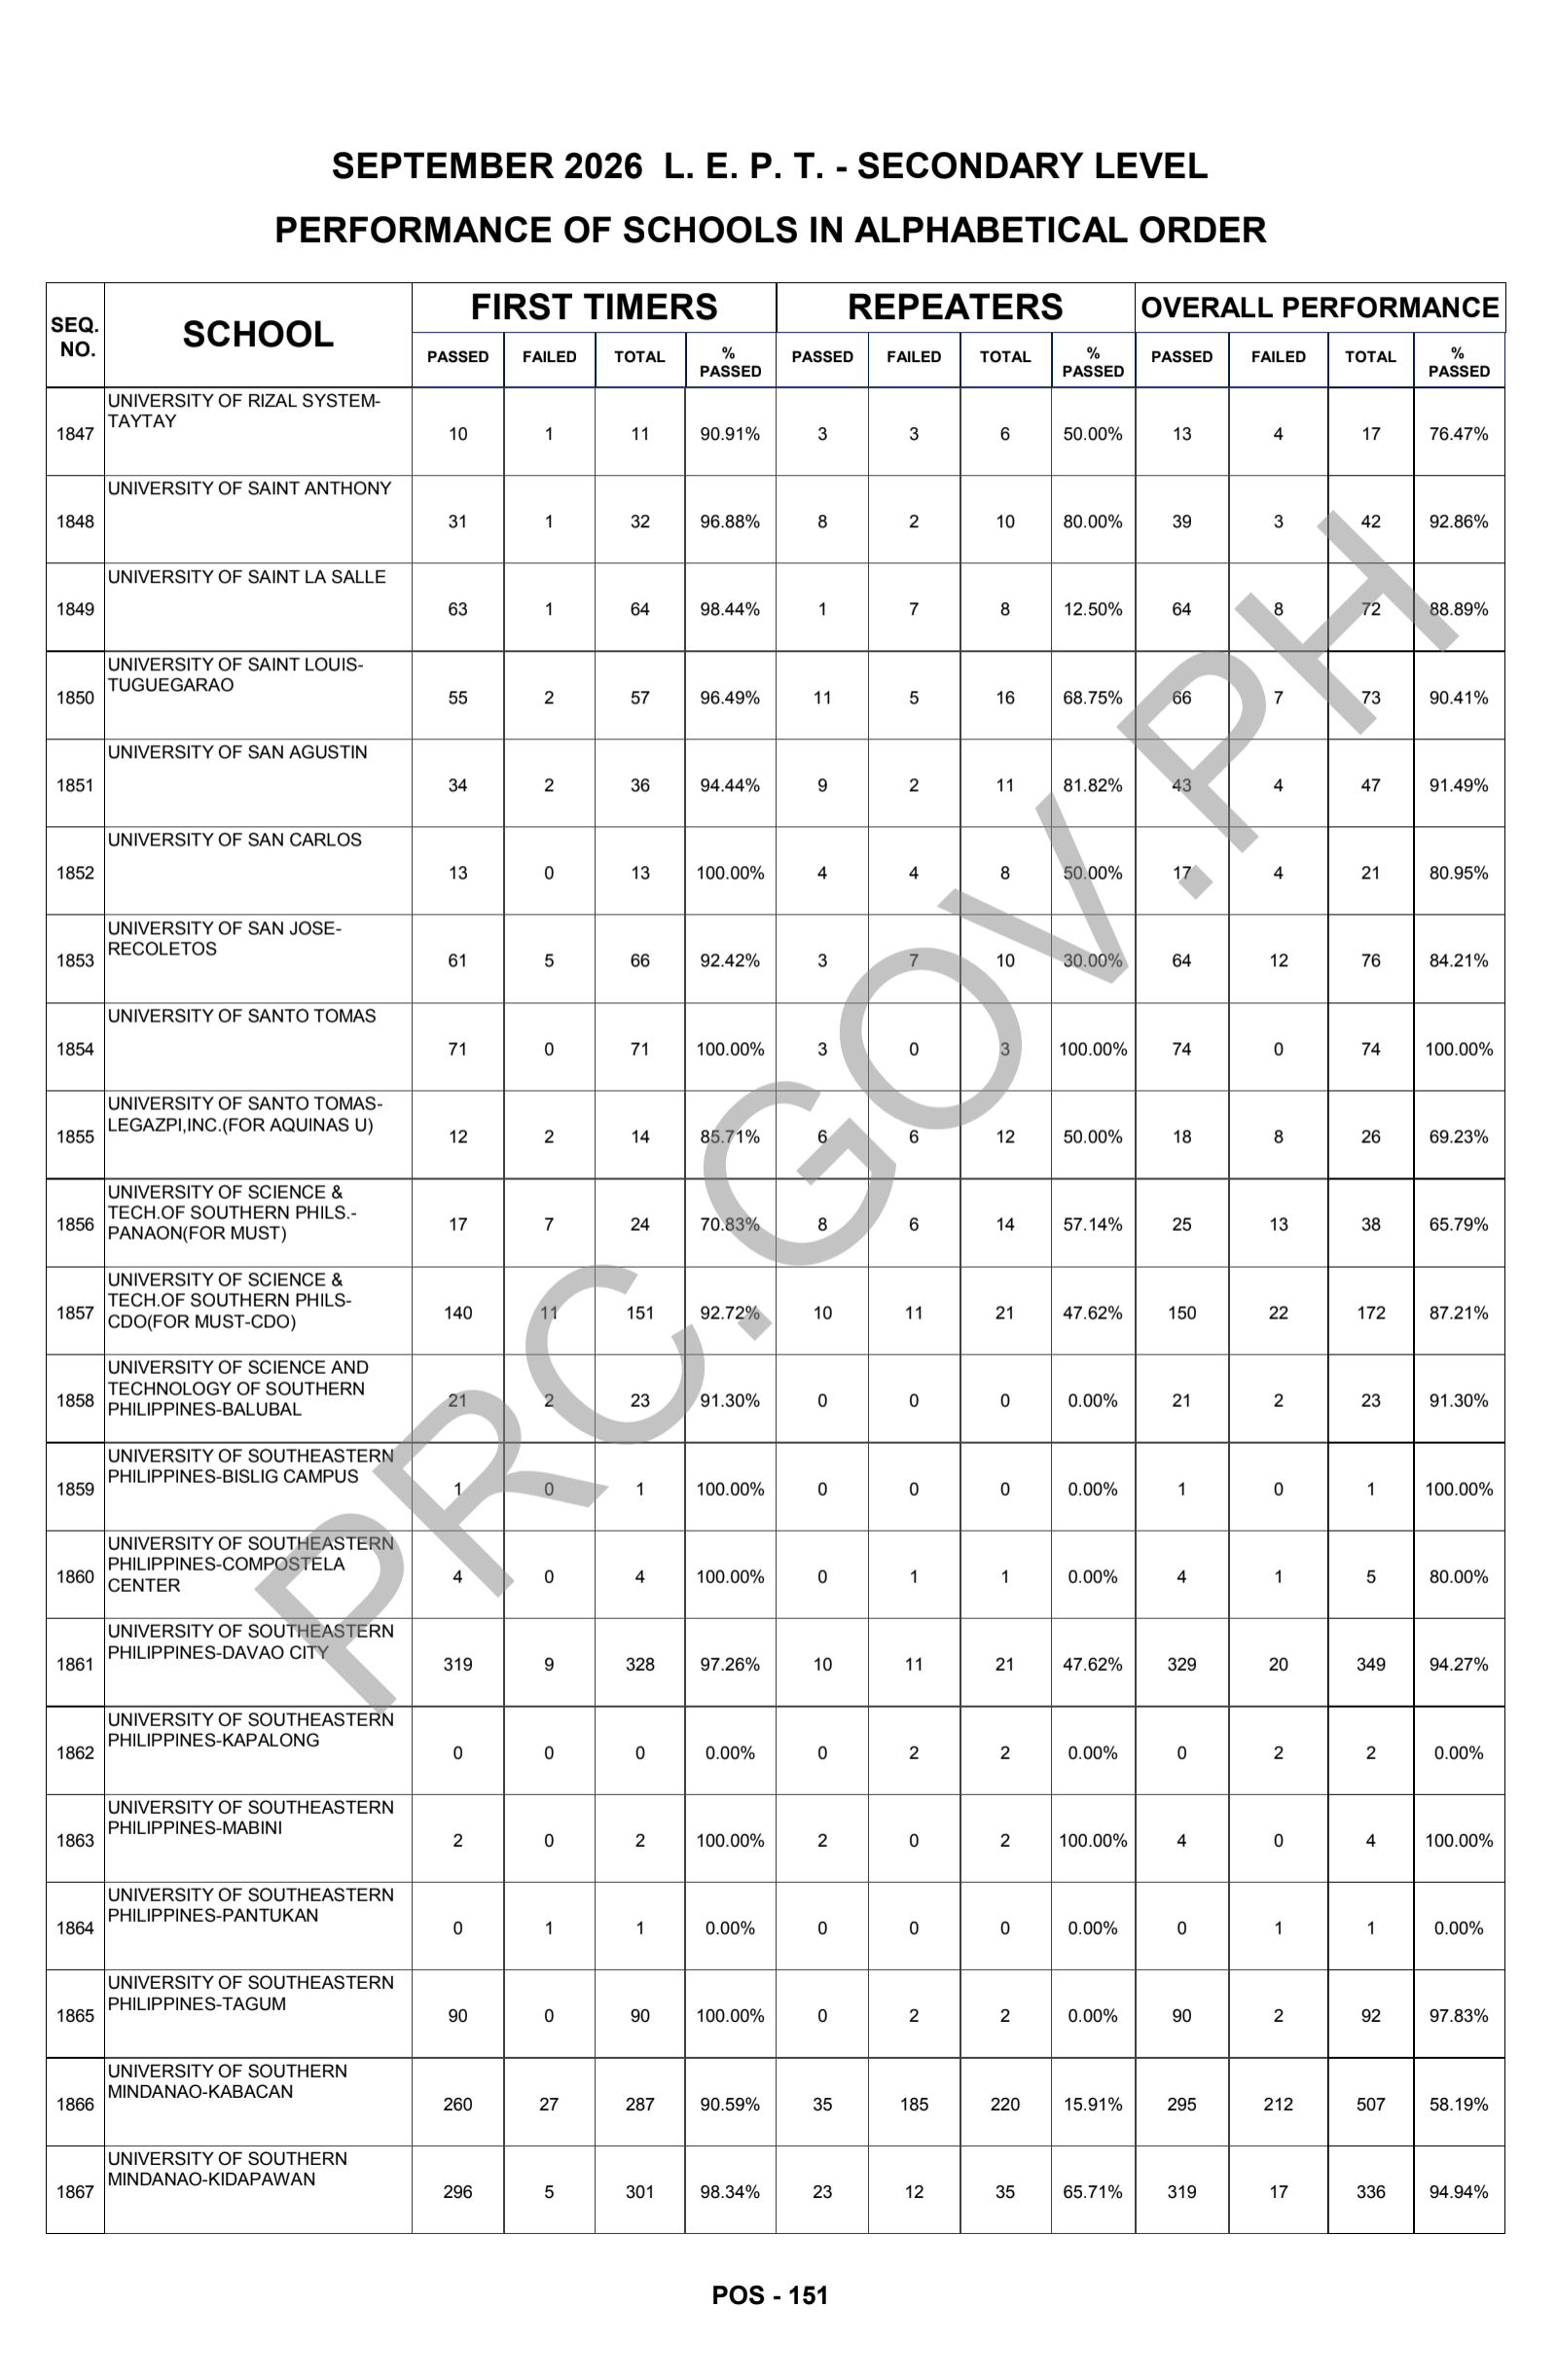 SEPTEMBER 2026 L. E. P. T. - SECONDARY LEVEL
PERFORMANCE OF SCHOOLS IN ALPHABETICAL ORDER
SEQ. NO. SCHOOL FIRST TIMERS REPEATERS OVERALL PERFORMANCE
PASSED FAILED TOTAL % PASSED PASSED FAILED TOTAL % PASSED PASSED FAILED TOTAL % PASSED
UNIVERSITY OF RIZAL SYSTEM-
TAYTAY
1847 10 1 11 90.91% 3 3 6 50.00% 13 4 17 76.47%
UNIVERSITY OF SAINT ANTHONY
1848 31 1 32 96.88% 8 2 10 80.00% 39 3 42 92.86%
UNIVERSITY OF SAINT LA SALLE
1849 63 1 64 98.44% 1 7 8 12.50% 64 8 72 88.89%
UNIVERSITY OF SAINT LOUIS-
TUGUEGARAO
1850 55 2 57 96.49% 11 5 16 68.75% 66 7 73 90.41%
UNIVERSITY OF SAN AGUSTIN
1851 34 2 36 94.44% 9 2 11 81.82% 43 4 47 91.49%
UNIVERSITY OF SAN CARLOS
1852 13 0 13 100.00% 4 4 8 50.00% 17 4 21 80.95%
UNIVERSITY OF SAN JOSE-
RECOLETOS
1853 61 5 66 92.42% 3 7 10 30.00% 64 12 76 84.21%
UNIVERSITY OF SANTO TOMAS
1854 71 0 71 100.00% 3 0 3 100.00% 74 0 74 100.00%
UNIVERSITY OF SANTO TOMAS-
LEGAZPI,INC.(FOR AQUINAS U)
1855 12 2 14 85.71% 6 6 12 50.00% 18 8 26 69.23%
UNIVERSITY OF SCIENCE &
TECH.OF SOUTHERN PHILS.-
PANAON(FOR MUST)
1856 17 7 24 70.83% 8 6 14 57.14% 25 13 38 65.79%
UNIVERSITY OF SCIENCE &
TECH.OF SOUTHERN PHILS-
CDO(FOR MUST-CDO)
1857 140 11 151 92.72% 10 11 21 47.62% 150 22 172 87.21%
UNIVERSITY OF SCIENCE AND
TECHNOLOGY OF SOUTHERN
PHILIPPINES-BALUBAL
1858 21 2 23 91.30% 0 0 0 0.00% 21 2 23 91.30%
UNIVERSITY OF SOUTHEASTERN
PHILIPPINES-BISLIG CAMPUS
1859 1 0 1 100.00% 0 0 0 0.00% 1 0 1 100.00%
UNIVERSITY OF SOUTHEASTERN
PHILIPPINES-COMPOSTELA
CENTER
1860 4 0 4 100.00% 0 1 1 0.00% 4 1 5 80.00%
UNIVERSITY OF SOUTHEASTERN
PHILIPPINES-DAVAO CITY
1861 319 9 328 97.26% 10 11 21 47.62% 329 20 349 94.27%
UNIVERSITY OF SOUTHEASTERN
PHILIPPINES-KAPALONG
1862 0 0 0 0.00% 0 2 2 0.00% 0 2 2 0.00%
UNIVERSITY OF SOUTHEASTERN
PHILIPPINES-MABINI
1863 2 0 2 100.00% 2 0 2 100.00% 4 0 4 100.00%
UNIVERSITY OF SOUTHEASTERN
PHILIPPINES-PANTUKAN
1864 0 1 1 0.00% 0 0 0 0.00% 0 1 1 0.00%
UNIVERSITY OF SOUTHEASTERN
PHILIPPINES-TAGUM
1865 90 0 90 100.00% 0 2 2 0.00% 90 2 92 97.83%
UNIVERSITY OF SOUTHERN
MINDANAO-KABACAN
1866 260 27 287 90.59% 35 185 220 15.91% 295 212 507 58.19%
UNIVERSITY OF SOUTHERN
MINDANAO-KIDAPAWAN
1867 296 5 301 98.34% 23 12 35 65.71% 319 17 336 94.94%
PRC.GOV.PH
POS - 151